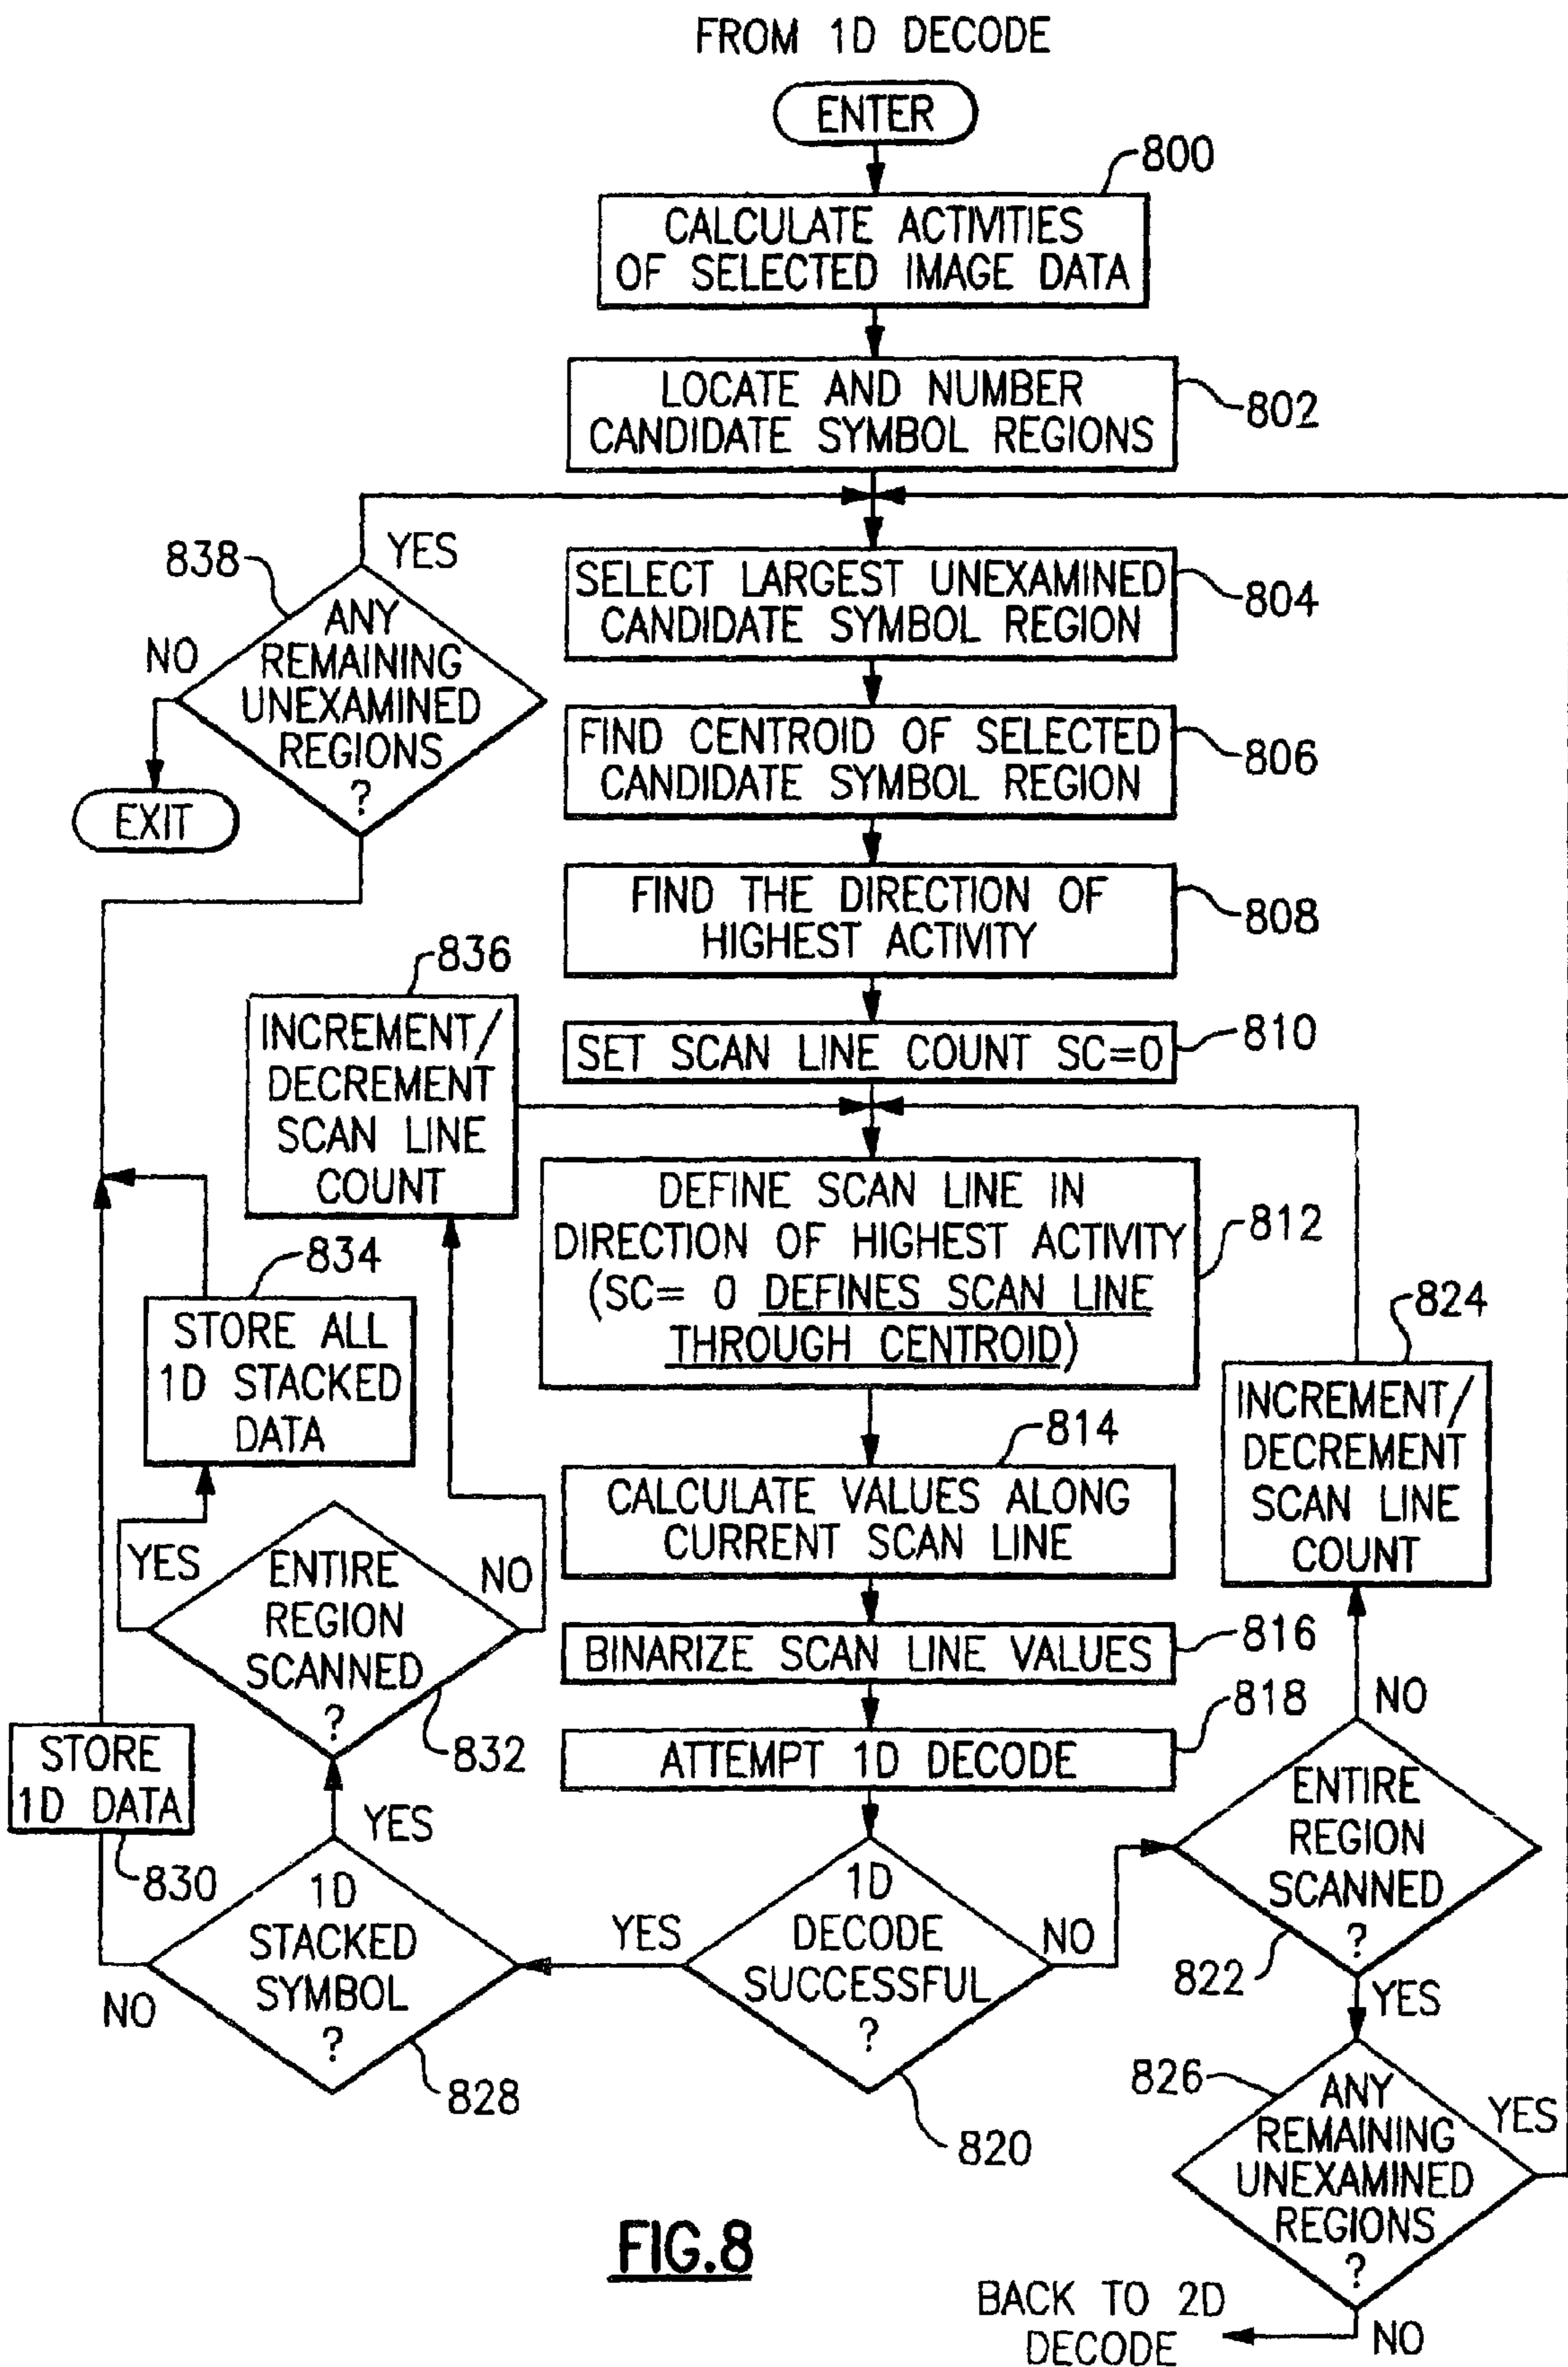 FROM 1D DECODE
ENTER
800
CALCULATE ACTIVITIES
OF SELECTED IMAGE DATA
LOCATE AND NUMBER
CANDIDATE SYMBOL REGIONS
802
838
YES
ANY
REMAINING
UNEXAMINED
REGIONS
?
NO
EXIT
SELECT LARGEST UNEXAMINED
CANDIDATE SYMBOL REGION
804
FIND CENTROID OF SELECTED
CANDIDATE SYMBOL REGION
806
FIND THE DIRECTION OF
HIGHEST ACTIVITY
808
836
INCREMENT/
DECREMENT
SCAN LINE
COUNT
SET SCAN LINE COUNT SC=0
810
DEFINE SCAN LINE IN
DIRECTION OF HIGHEST ACTIVITY
(SC= 0 DEFINES SCAN LINE
THROUGH CENTROID)
812
834
STORE ALL
1D STACKED
DATA
824
INCREMENT/
DECREMENT
SCAN LINE
COUNT
814
CALCULATE VALUES ALONG
CURRENT SCAN LINE
YES
ENTIRE
REGION
SCANNED
?
NO
832
BINARIZE SCAN LINE VALUES
816
818
ATTEMPT 1D DECODE
STORE
1D DATA
830
YES
1D
STACKED
SYMBOL
?
NO
828
YES
1D
DECODE
SUCCESSFUL
?
NO
820
NO
ENTIRE
REGION
SCANNED
?
822
YES
826
ANY
REMAINING
UNEXAMINED
REGIONS
?
YES
NO
BACK TO 2D
DECODE
FIG.8